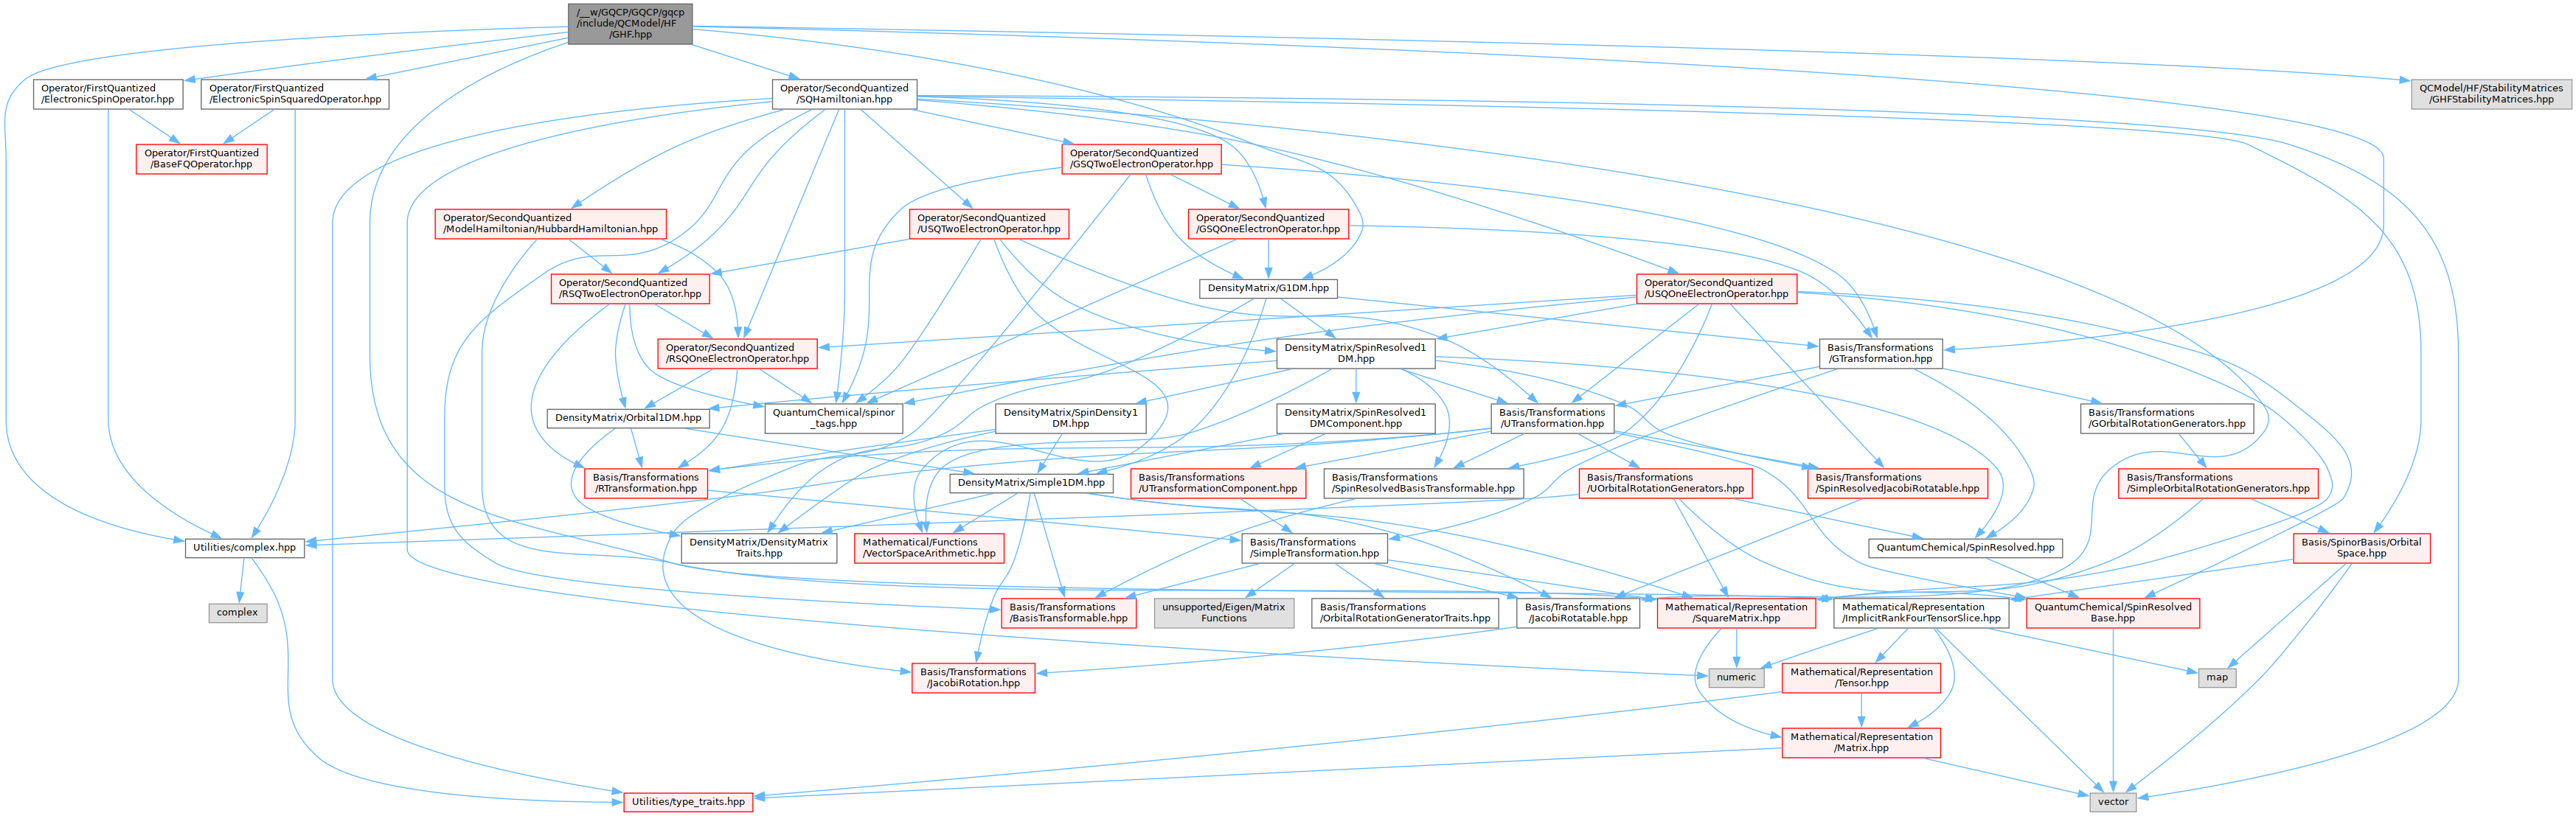 /__w/GQCP/GQCP/gqcp
/include/QCModel/HF
/GHF.hpp
Operator/FirstQuantized
/ElectronicSpinOperator.hpp
Operator/FirstQuantized
/ElectronicSpinSquaredOperator.hpp
Operator/SecondQuantized
/SQHamiltonian.hpp
QCModel/HF/StabilityMatrices
/GHFStabilityMatrices.hpp
Operator/FirstQuantized
/BaseFQOperator.hpp
Operator/SecondQuantized
/GSQTwoElectronOperator.hpp
Operator/SecondQuantized
/ModelHamiltonian/HubbardHamiltonian.hpp
Operator/SecondQuantized
/USQTwoElectronOperator.hpp
Operator/SecondQuantized
/GSQOneElectronOperator.hpp
Operator/SecondQuantized
/RSQTwoElectronOperator.hpp
DensityMatrix/G1DM.hpp
Operator/SecondQuantized
/USQOneElectronOperator.hpp
Operator/SecondQuantized
/RSQOneElectronOperator.hpp
DensityMatrix/SpinResolved1
DM.hpp
Basis/Transformations
/GTransformation.hpp
DensityMatrix/Orbital1DM.hpp
QuantumChemical/spinor
_tags.hpp
DensityMatrix/SpinDensity1
DM.hpp
DensityMatrix/SpinResolved1
DMComponent.hpp
Basis/Transformations
/UTransformation.hpp
Basis/Transformations
/GOrbitalRotationGenerators.hpp
Basis/Transformations
/RTransformation.hpp
DensityMatrix/Simple1DM.hpp
Basis/Transformations
/UTransformationComponent.hpp
Basis/Transformations
/SpinResolvedBasisTransformable.hpp
Basis/Transformations
/UOrbitalRotationGenerators.hpp
Basis/Transformations
/SpinResolvedJacobiRotatable.hpp
Basis/Transformations
/SimpleOrbitalRotationGenerators.hpp
Utilities/complex.hpp
DensityMatrix/DensityMatrix
Traits.hpp
Mathematical/Functions
/VectorSpaceArithmetic.hpp
Basis/Transformations
/SimpleTransformation.hpp
QuantumChemical/SpinResolved.hpp
Basis/SpinorBasis/Orbital
Space.hpp
complex
Basis/Transformations
/BasisTransformable.hpp
unsupported/Eigen/Matrix
Functions
Basis/Transformations
/OrbitalRotationGeneratorTraits.hpp
Basis/Transformations
/JacobiRotatable.hpp
Mathematical/Representation
/SquareMatrix.hpp
Mathematical/Representation
/ImplicitRankFourTensorSlice.hpp
QuantumChemical/SpinResolved
Base.hpp
Basis/Transformations
/JacobiRotation.hpp
numeric
Mathematical/Representation
/Tensor.hpp
map
Mathematical/Representation
/Matrix.hpp
Utilities/type_traits.hpp
vector